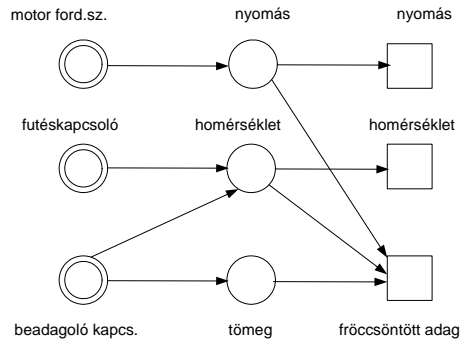 motor ford.sz. nyomás nyomás
futéskapcsoló homérséklet homérséklet
beadagoló kapcs. tömeg fröccsöntött adag